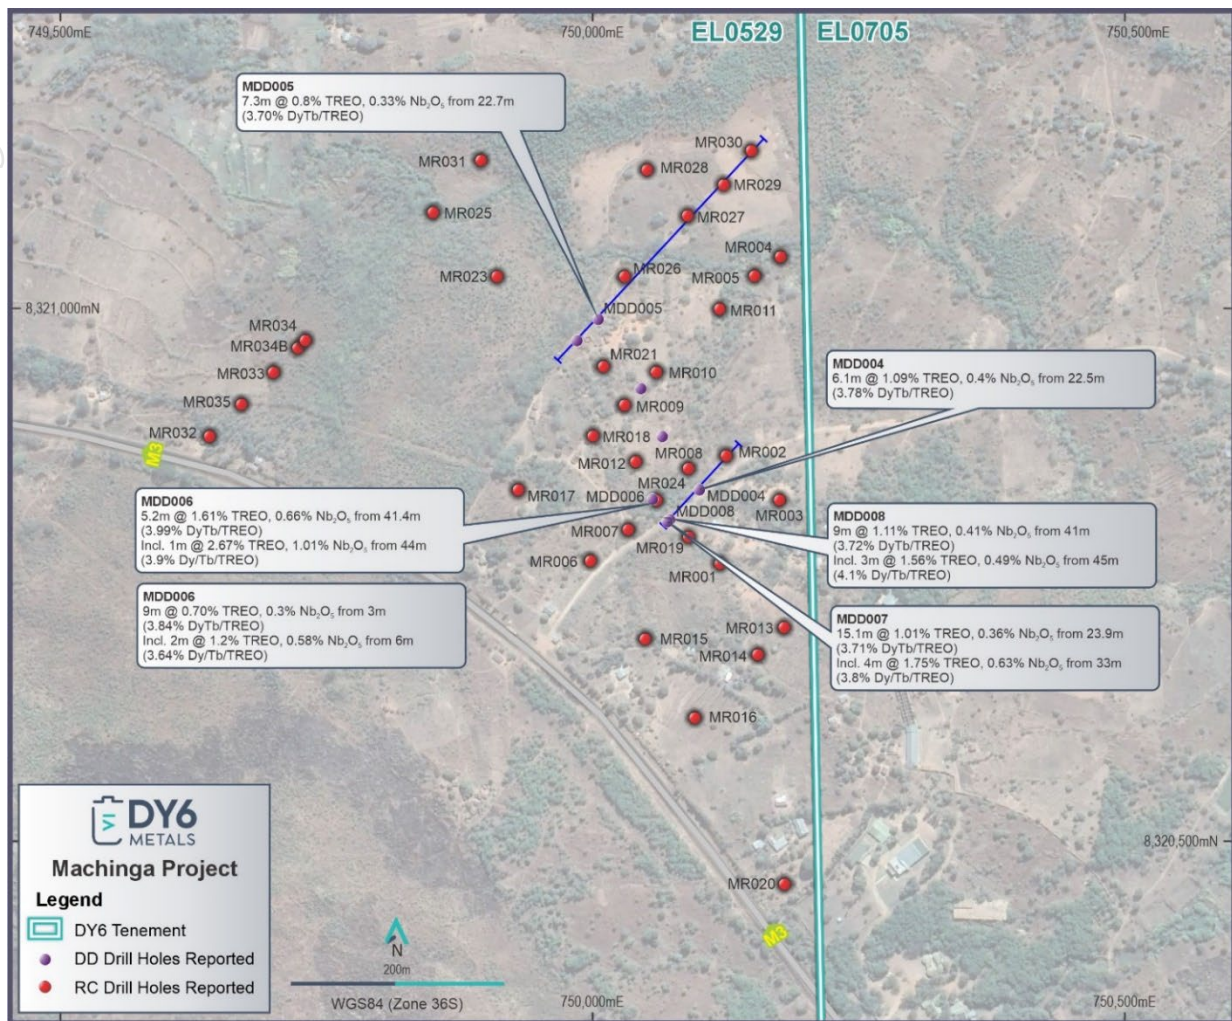 749,500mE
750,000mE
EL0529
EL0705
750,500mE
MDD005
7.3m @ 0.8% TREO, 0.33% Nb₂O₅ from 22.7m
(3.70% DyTb/TREO)
MR030
MR031
MR028
MR029
MR025
MR027
MR004
MR023
MR026
MR005
8,321,000mN
MDD005
MR011
MR034
MR034B
MR021
MR033
MR010
MDD004
6.1m @ 1.09% TREO, 0.4% Nb₂O₅ from 22.5m
(3.78% DyTb/TREO)
MR035
MR009
MR032
M3
MR018
MR008
MR002
MR012
MR024
MR017
MDD006
MDD004
MR003
MDD008
MDD006
5.2m @ 1.61% TREO, 0.66% Nb₂O₅ from 41.4m
(3.99% DyTb/TREO)
Incl. 1m @ 2.67% TREO, 1.01% Nb₂O₅ from 44m
(3.9% Dy/Tb/TREO)
MDD008
9m @ 1.11% TREO, 0.41% Nb₂O₅ from 41m
(3.72% DyTb/TREO)
Incl. 3m @ 1.56% TREO, 0.49% Nb₂O₅ from 45m
(4.1% Dy/Tb/TREO)
MR007
MR019
MR006
MR001
MDD006
9m @ 0.70% TREO, 0.3% Nb₂O₅ from 3m
(3.84% DyTb/TREO)
Incl. 2m @ 1.2% TREO, 0.58% Nb₂O₅ from 6m
(3.64% Dy/Tb/TREO)
MDD007
15.1m @ 1.01% TREO, 0.36% Nb₂O₅ from 23.9m
(3.71% DyTb/TREO)
Incl. 4m @ 1.75% TREO, 0.63% Nb₂O₅ from 33m
(3.8% Dy/Tb/TREO)
MR013
MR015
MR014
MR016
8,320,500mN
MR020
M3
VI
DY6
METALS
Machinga Project
Legend
DY6 Tenement
DD Drill Holes Reported
RC Drill Holes Reported
N
200m
WGS84 (Zone 36S)
750,000mE
750,500mE